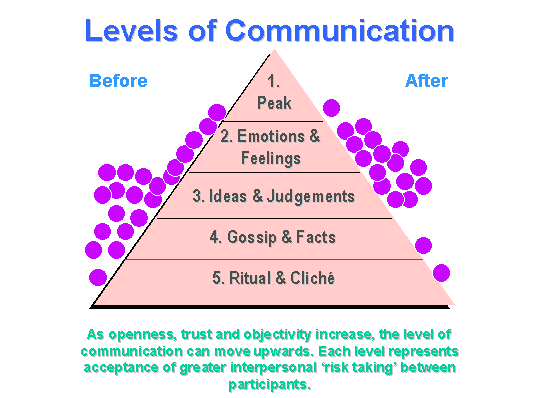 Levels of Communication
Before
After
1.
Peak
2. Emotions &
Feelings
3. Ideas & Judgements
4. Gossip & Facts
5. Ritual & Cliché
As openness, trust and objectivity increase, the level of
communication can move upwards. Each level represents
acceptance of greater interpersonal ‘risk taking’ between
participants.